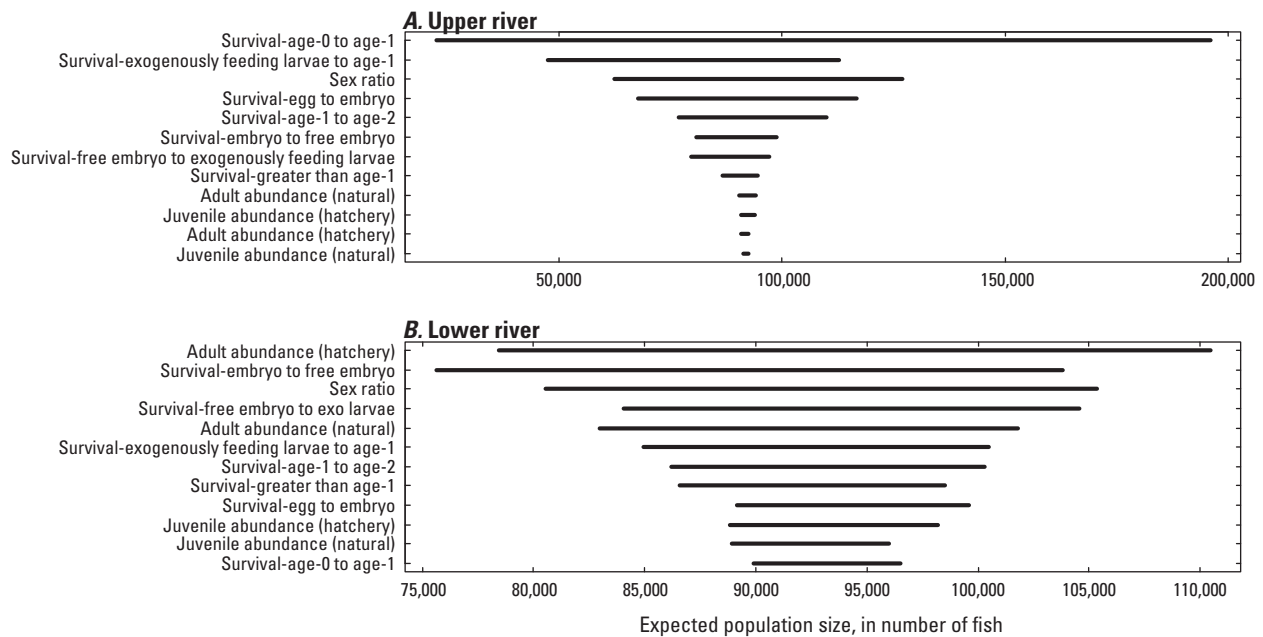 A. Upper river
Survival-age-0 to age-1
Survival-exogenously feeding larvae to age-1
Sex ratio
Survival-egg to embryo
Survival-age-1 to age-2
Survival-embryo to free embryo
Survival-free embryo to exogenously feeding larvae
Survival-greater than age-1
Adult abundance (natural)
Juvenile abundance (hatchery)
Adult abundance (hatchery)
Juvenile abundance (natural)
50,000 100,000 150,000 200,000
B. Lower river
Adult abundance (hatchery)
Survival-embryo to free embryo
Sex ratio
Survival-free embryo to exo larvae
Adult abundance (natural)
Survival-exogenously feeding larvae to age-1
Survival-age-1 to age-2
Survival-greater than age-1
Survival-egg to embryo
Juvenile abundance (hatchery)
Juvenile abundance (natural)
Survival-age-0 to age-1
75,000 80,000 85,000 90,000 95,000 100,000 105,000 110,000
Expected population size, in number of fish